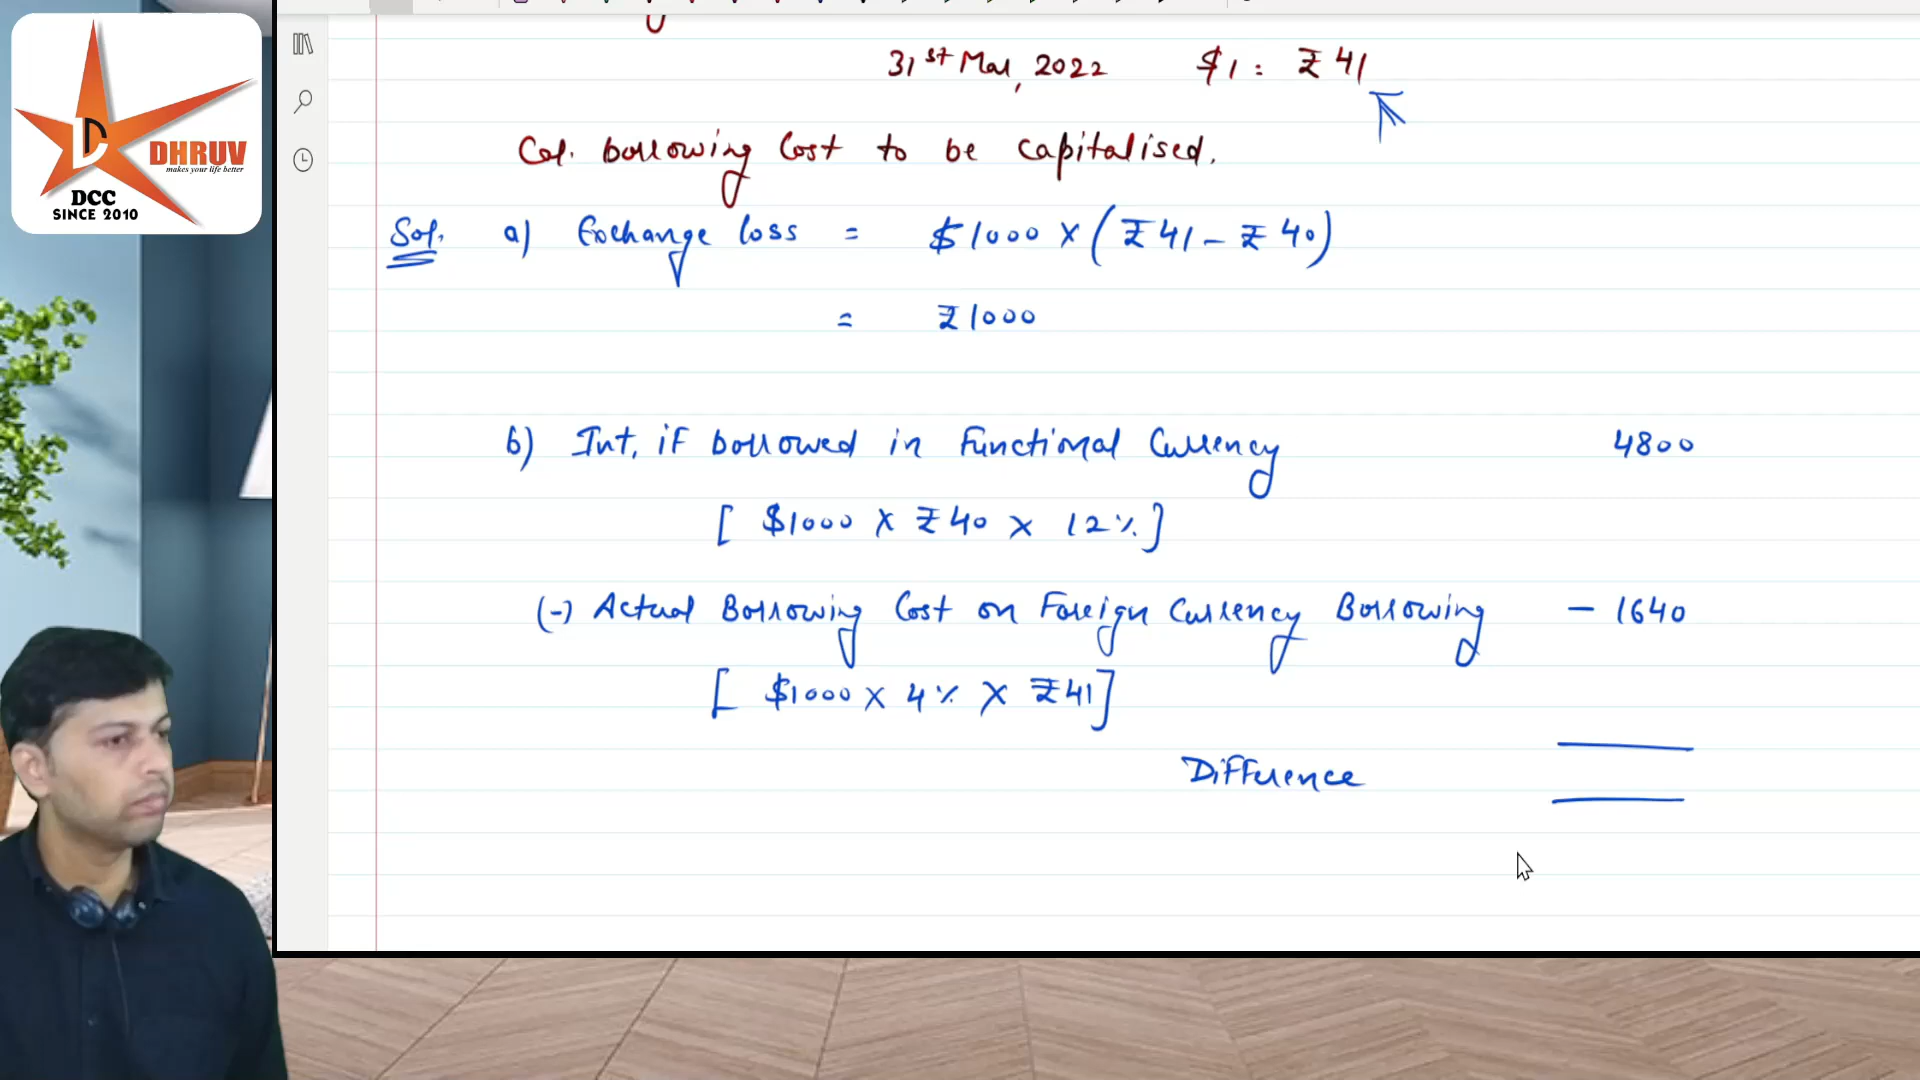 DHRUV
makes your life better
DCC
SINCE 2010
31st Mar, 2022 $1 : ₹41
Cal. borrowing Cost to be capitalised.
Sol. a) Exchange loss = $1000 × (₹41 – ₹40)
= ₹1000
b) Int. if borrowed in Functional Currency 4800
[ $1000 × ₹40 × 12% ]
(-) Actual Borrowing Cost on Foreign Currency Borrowing – 1640
[ $1000 × 4% × ₹41 ]
Difference